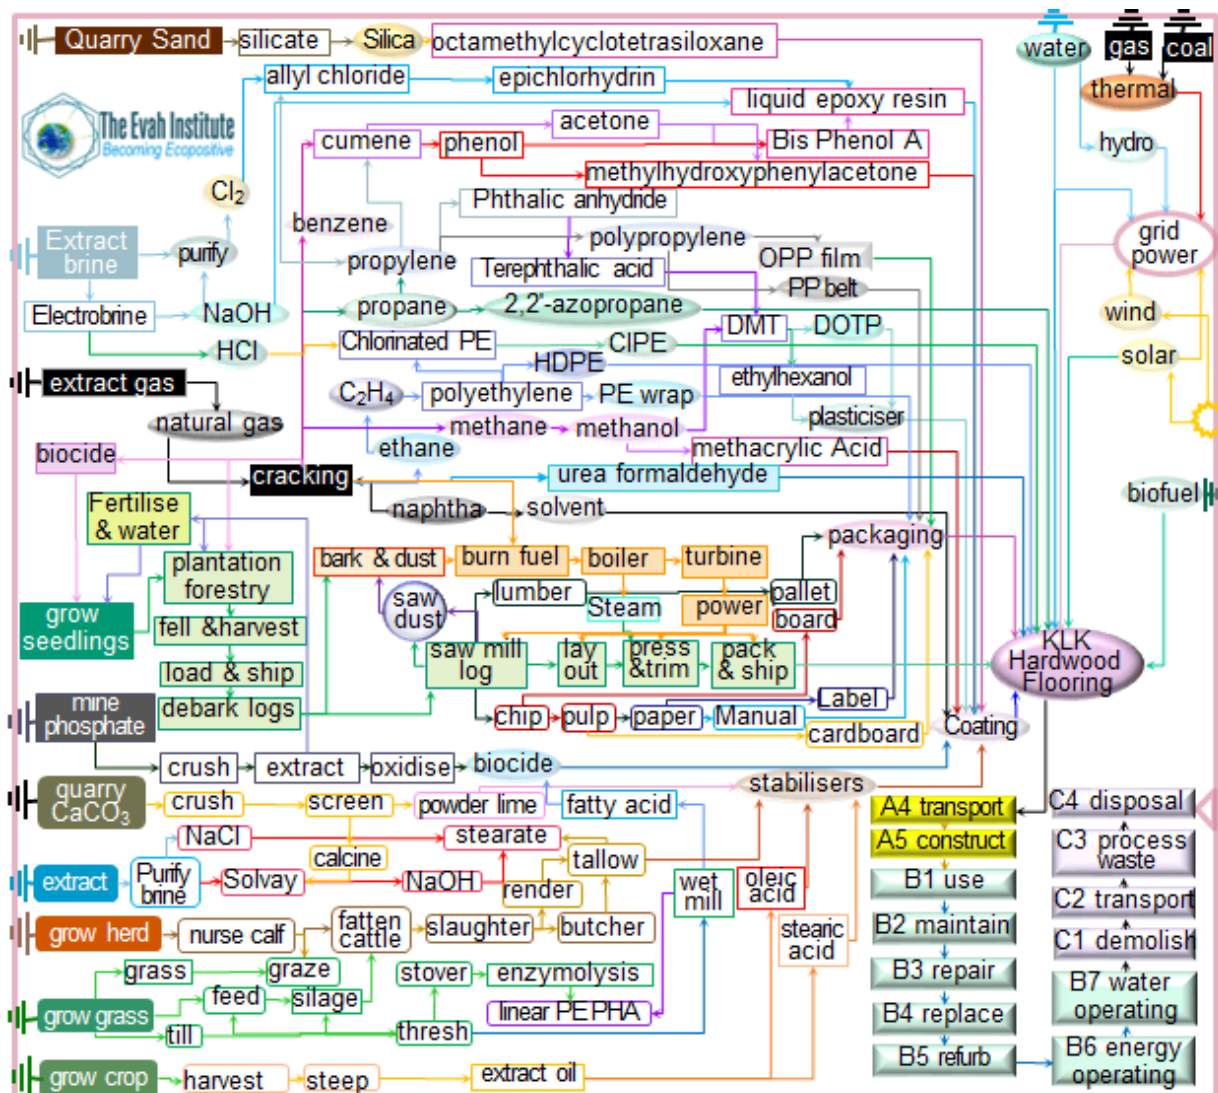 Quarry Sand
silicate
Silica
octamethylcyclotetrasiloxane
water
gas
coal
allyl chloride
epichlorhydrin
thermal
liquid epoxy resin
The Evah Institute
Becoming Ecopositive
acetone
cumene
phenol
Bis Phenol A
hydro
methylhydroxyphenylacetone
Cl₂
Phthalic anhydride
benzene
Extract
brine
purify
polypropylene
grid
power
propylene
OPP film
Terephthalic acid
PP belt
Electrobrine
NaOH
propane
2,2'-azopropane
wind
DMT
DOTP
HCl
Chlorinated PE
CIPE
solar
HDPE
extract gas
ethylhexanol
C₂H₄
polyethylene
PE wrap
natural gas
plasticiser
methane
methanol
biocide
ethane
methacrylic Acid
cracking
urea formaldehyde
biofuel
Fertilise
& water
naphtha
solvent
packaging
plantation
forestry
bark & dust
burn fuel
boiler
turbine
saw
dust
lumber
pallet
Steam
power
board
grow
seedlings
fell &harvest
saw mill
log
lay
out
press
&trim
pack
& ship
KLK
Hardwood
Flooring
load & ship
mine
phosphate
debark logs
chip
pulp
paper
Manual
Label
cardboard
Coating
crush
extract
oxidise
biocide
quarry
CaCO₃
crush
screen
powder lime
fatty acid
stabilisers
A4 transport
C4 disposal
NaCl
stearate
A5 construct
C3 process
waste
calcine
tallow
extract
Purify
brine
Solvay
NaOH
render
wet
mill
oleic
acid
B1 use
C2 transport
grow herd
nurse calf
fatten
cattle
slaughter
butcher
stearic
acid
B2 maintain
C1 demolish
grass
graze
stover
enzymolysis
B3 repair
B7 water
operating
feed
silage
linear PE PHA
grow grass
B4 replace
till
thresh
B5 refurb
B6 energy
operating
grow crop
harvest
steep
extract oil